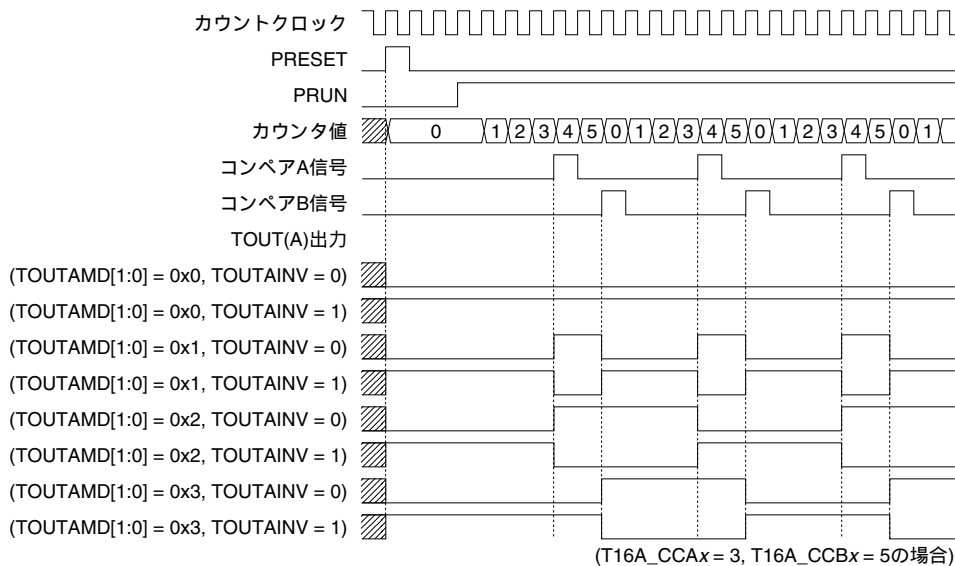 カウントクロック
PRESET
PRUN
カウンタ値 0 1 2 3 4 5 0 1 2 3 4 5 0 1 2 3 4 5 0 1
コンペアA信号
コンペアB信号
TOUT(A)出力
(TOUTAMD[1:0] = 0x0, TOUTAINV = 0)
(TOUTAMD[1:0] = 0x0, TOUTAINV = 1)
(TOUTAMD[1:0] = 0x1, TOUTAINV = 0)
(TOUTAMD[1:0] = 0x1, TOUTAINV = 1)
(TOUTAMD[1:0] = 0x2, TOUTAINV = 0)
(TOUTAMD[1:0] = 0x2, TOUTAINV = 1)
(TOUTAMD[1:0] = 0x3, TOUTAINV = 0)
(TOUTAMD[1:0] = 0x3, TOUTAINV = 1)
(T16A_CCAx = 3, T16A_CCBx = 5の場合)